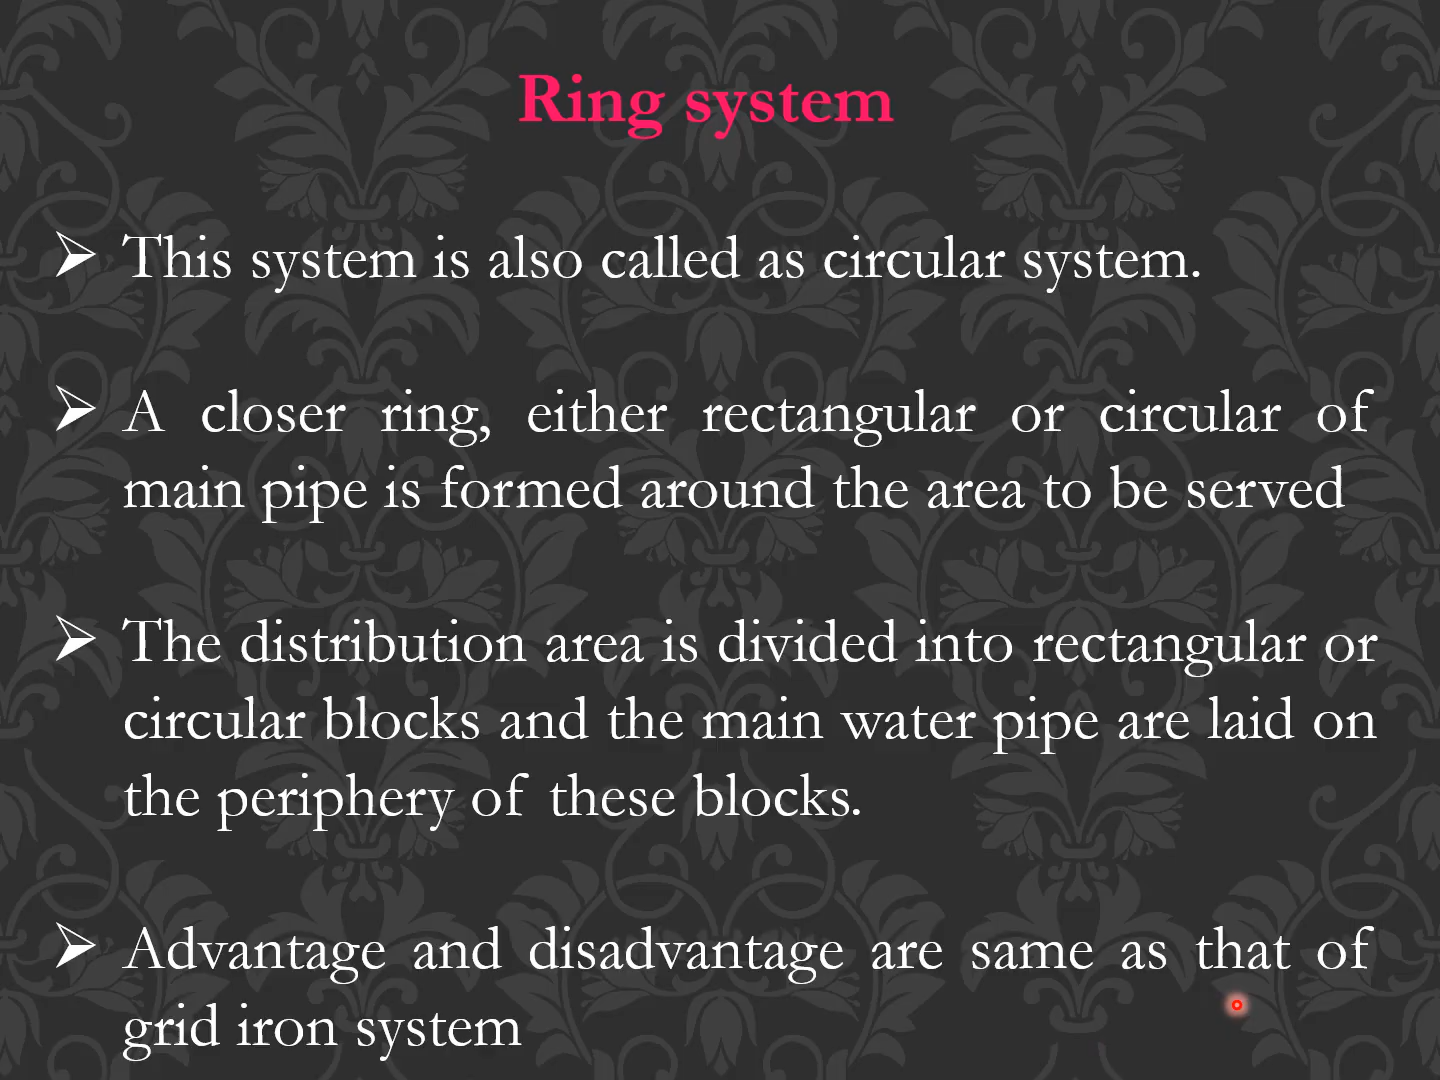 Ring system
This system is also called as circular system.
A closer ring, either rectangular or circular of
main pipe is formed around the area to be served
The distribution area is divided into rectangular or
circular blocks and the main water pipe are laid on
the periphery of these blocks.
Advantage and disadvantage are same as that of
grid iron system